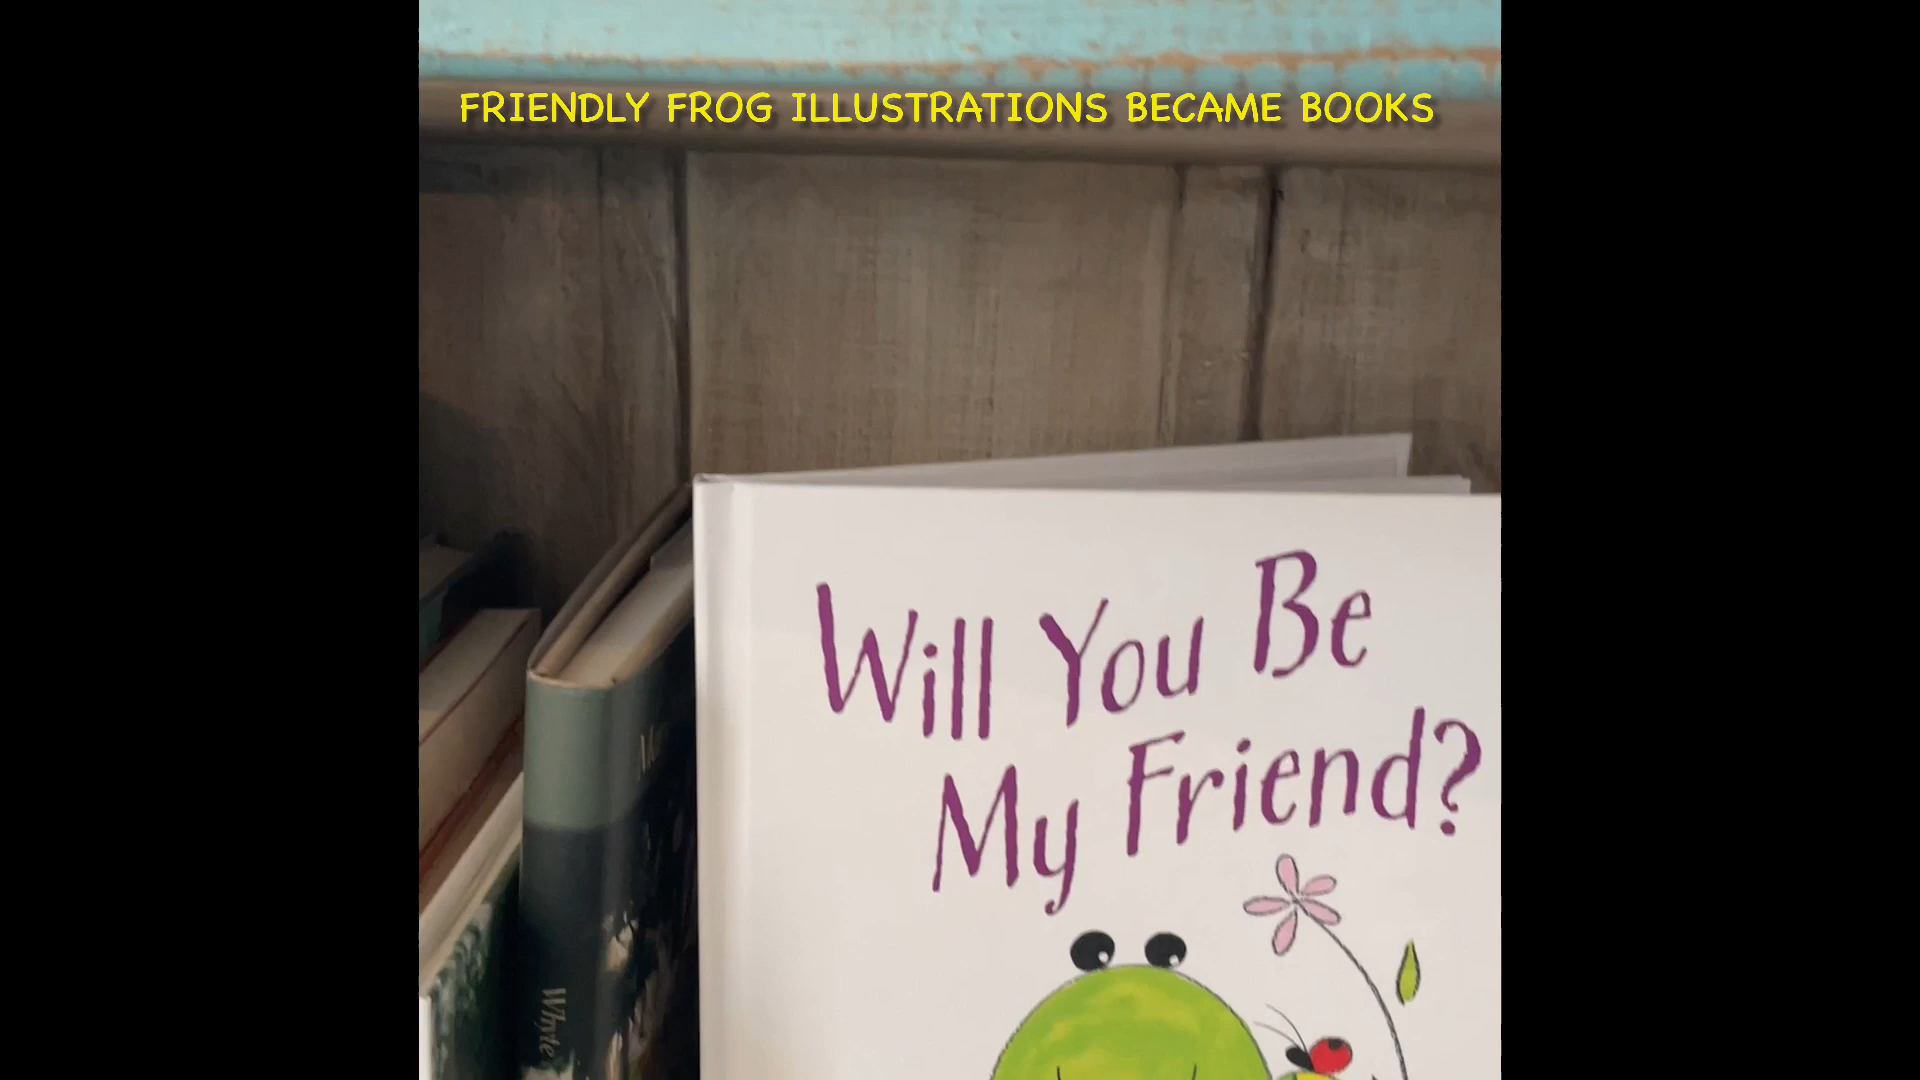 FRIENDLY FROG ILLUSTRATIONS BECAME BOOKS
Will You Be
My Friend?
Whyte